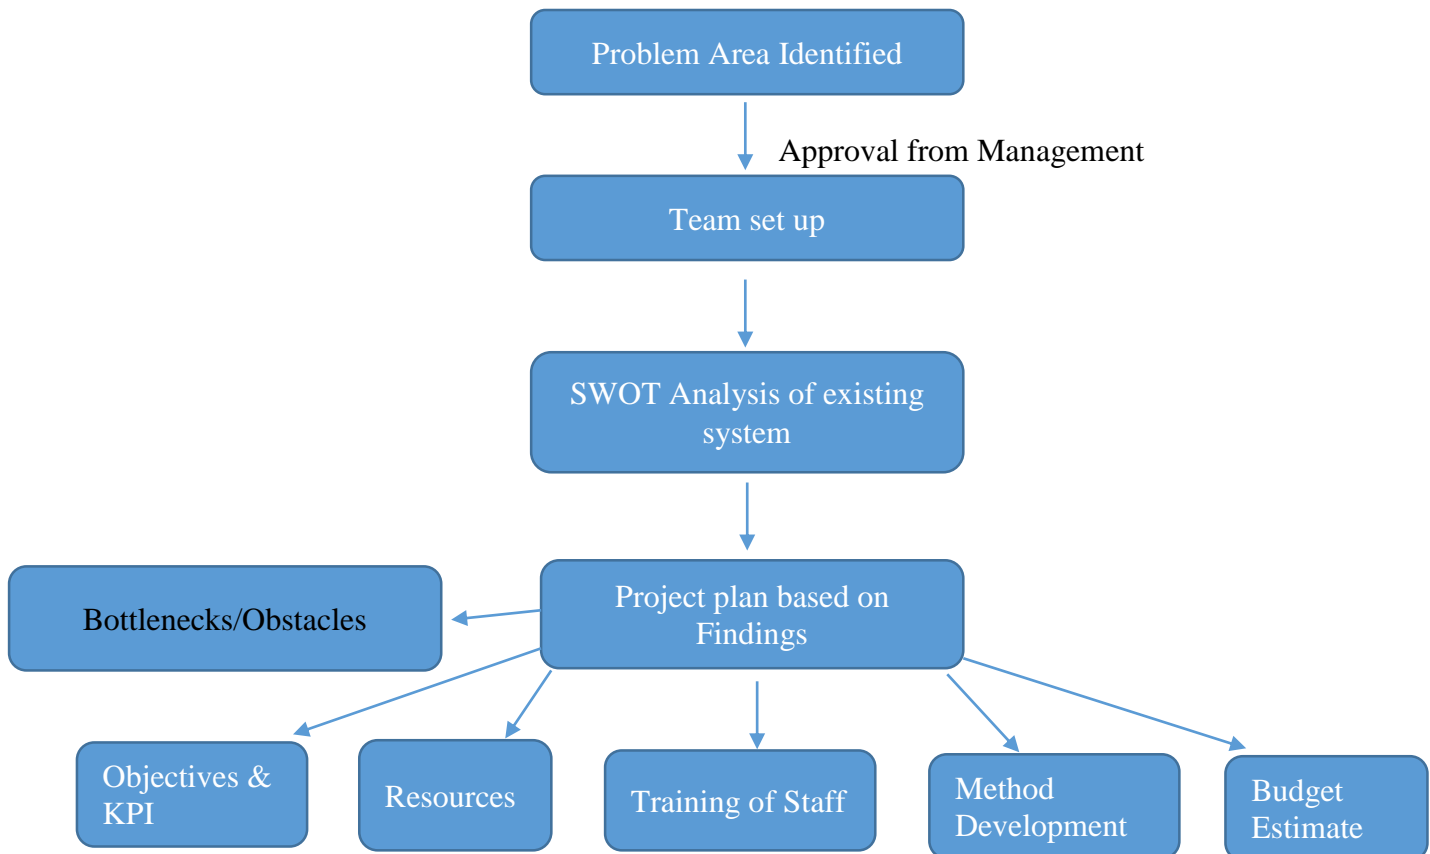 Problem Area Identified
Approval from Management
Team set up
SWOT Analysis of existing
system
Project plan based on
Findings
Bottlenecks/Obstacles
Objectives &
KPI
Resources
Training of Staff
Method
Development
Budget
Estimate